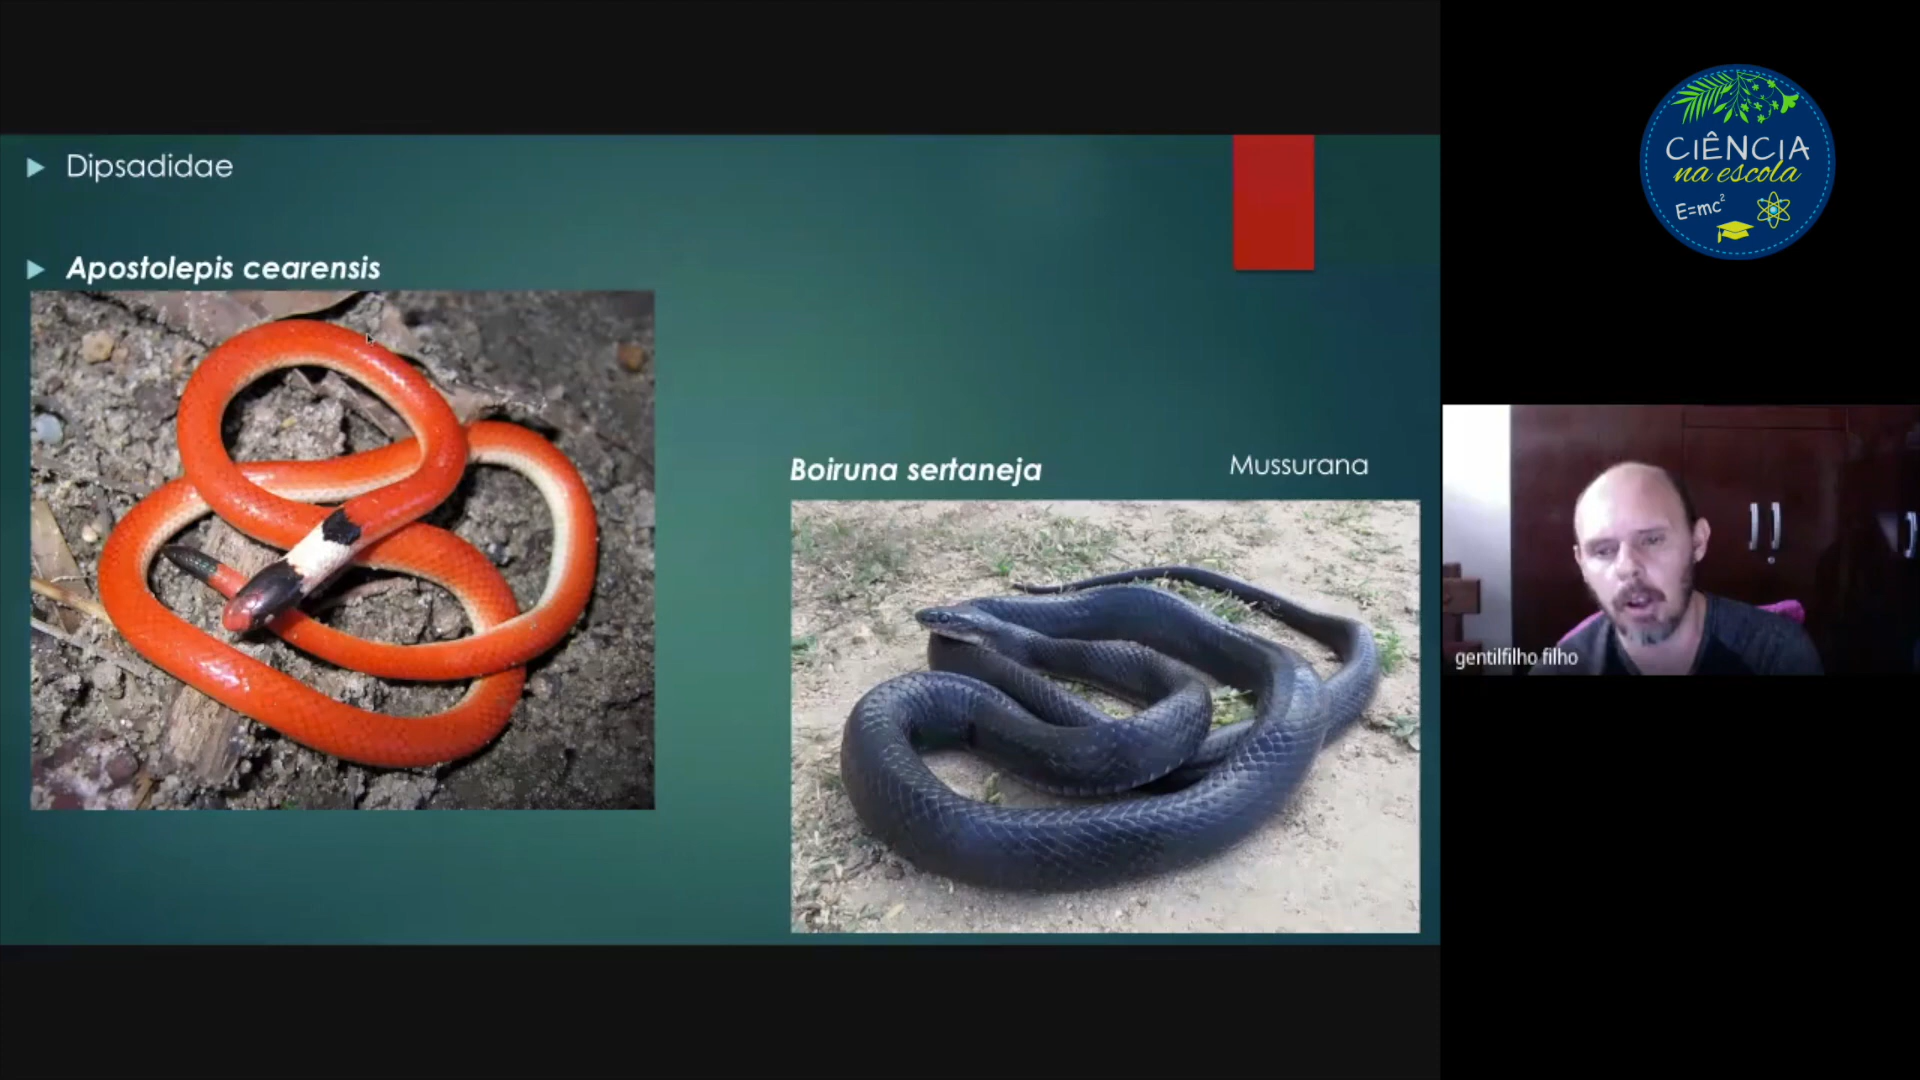 Dipsadidae
Apostolepis cearensis
Boiruna sertaneja
Mussurana
CIÊNCIA
na escola
E=mc²
gentilfilho filho